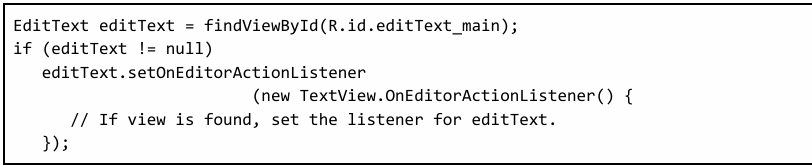 EditText editText = findViewById(R.id.editText_main);
if (editText != null)
   editText.setOnEditorActionListener
                         (new TextView.OnEditorActionListener() {
      // If view is found, set the listener for editText.
   });